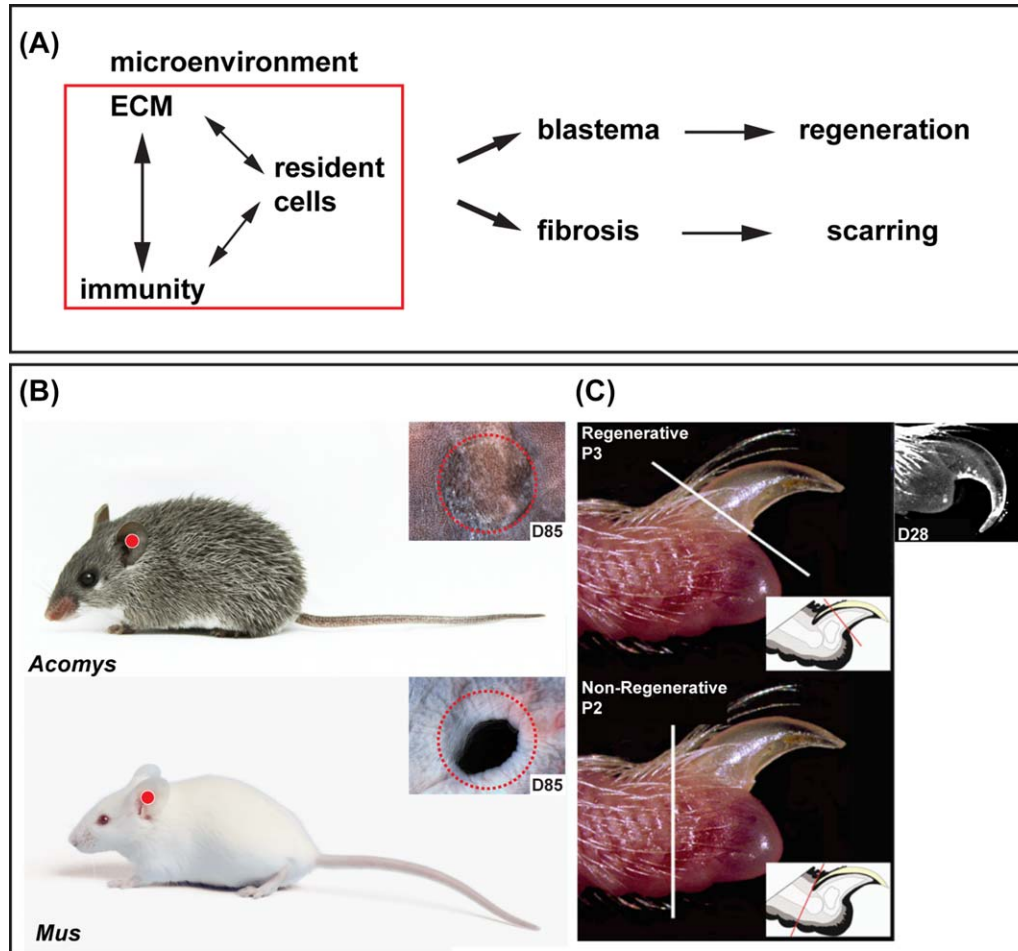 (A)
microenvironment
ECM
resident
cells
immunity
blastema
regeneration
fibrosis
scarring
(B)
D85
Acomys
D85
Mus
(C)
Regenerative
P3
D28
Non-Regenerative
P2